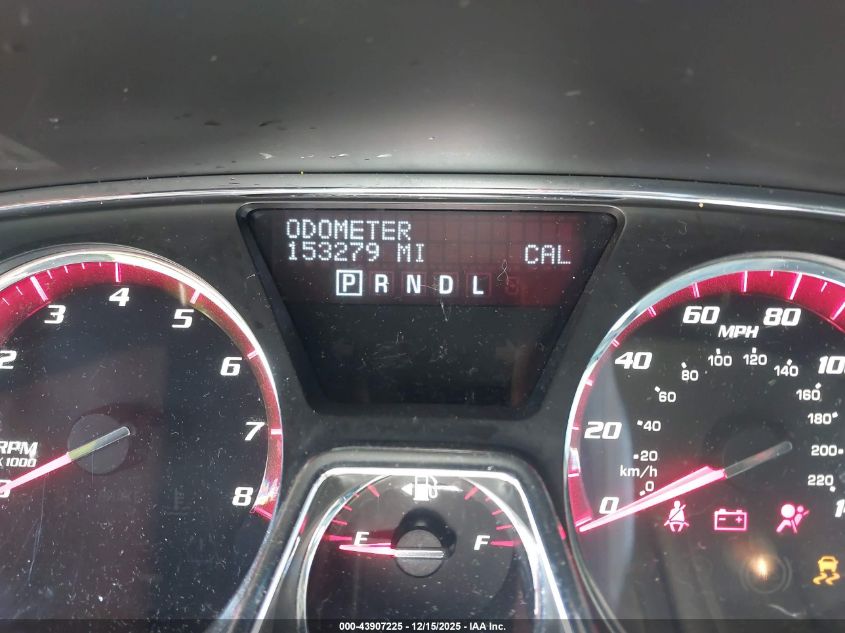 ODOMETER
153279 MI CAL
P R N D L
2 3 4 5 6 7 8
RPM
X 1000
E F
0 20 40 60 80
MPH
0 20 40 60 80 100 120 140 160 180 200 220
km/h
000-43907225 - 12/15/2025 - IAA Inc.